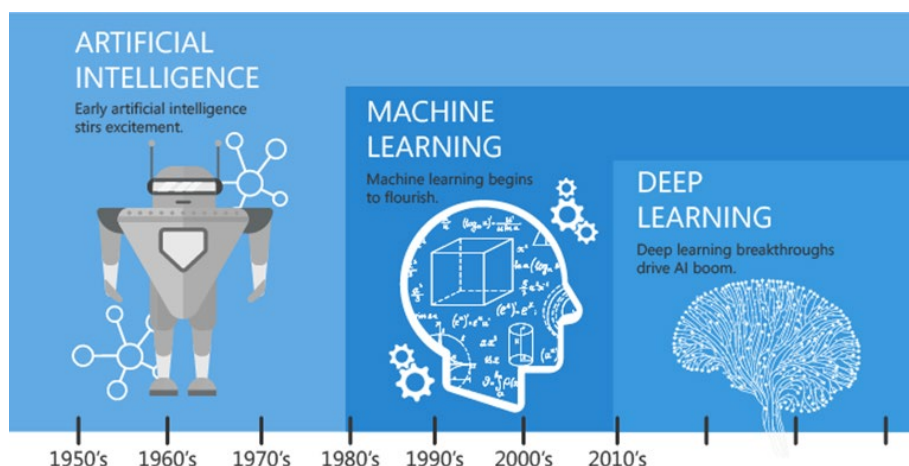 ARTIFICIAL
INTELLIGENCE
Early artificial intelligence
stirs excitement.
MACHINE
LEARNING
Machine learning begins
to flourish.
DEEP
LEARNING
Deep learning breakthroughs
drive AI boom.
1950's 1960's 1970's 1980's 1990's 2000's 2010's